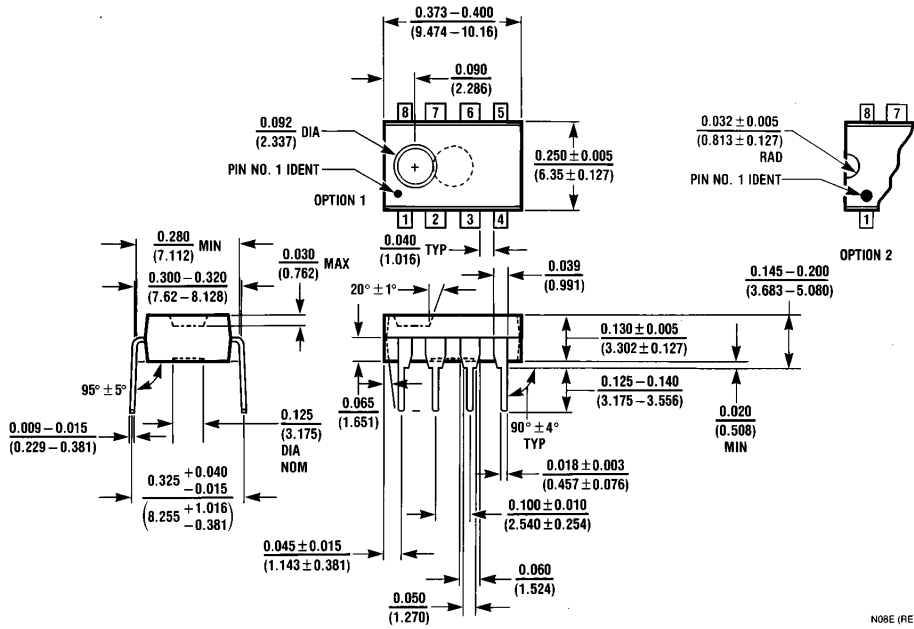 0.373 – 0.400
(9.474 – 10.16)
0.090
(2.286)
8 7 6 5
0.092 DIA
(2.337)
PIN NO. 1 IDENT
OPTION 1
0.250 ± 0.005
(6.35 ± 0.127)
1 2 3 4
8 7
0.032 ± 0.005
(0.813 ± 0.127)
RAD
PIN NO. 1 IDENT
1
OPTION 2
0.280 MIN
(7.112)
0.030 MAX
(0.762)
0.300 – 0.320
(7.62 – 8.128)
95° ± 5°
0.009 – 0.015
(0.229 – 0.381)
0.125
(3.175)
DIA
NOM
0.325 +0.040
−0.015
(8.255 +1.016
−0.381)
0.040 TYP
(1.016)
0.039
(0.991)
20° ± 1°
0.145 – 0.200
(3.683 – 5.080)
0.130 ± 0.005
(3.302 ± 0.127)
0.065
(1.651)
0.125 – 0.140
(3.175 – 3.556)
90° ± 4°
TYP
0.020
(0.508)
MIN
0.018 ± 0.003
(0.457 ± 0.076)
0.100 ± 0.010
(2.540 ± 0.254)
0.045 ± 0.015
(1.143 ± 0.381)
0.060
(1.524)
0.050
(1.270)
N08E (RE